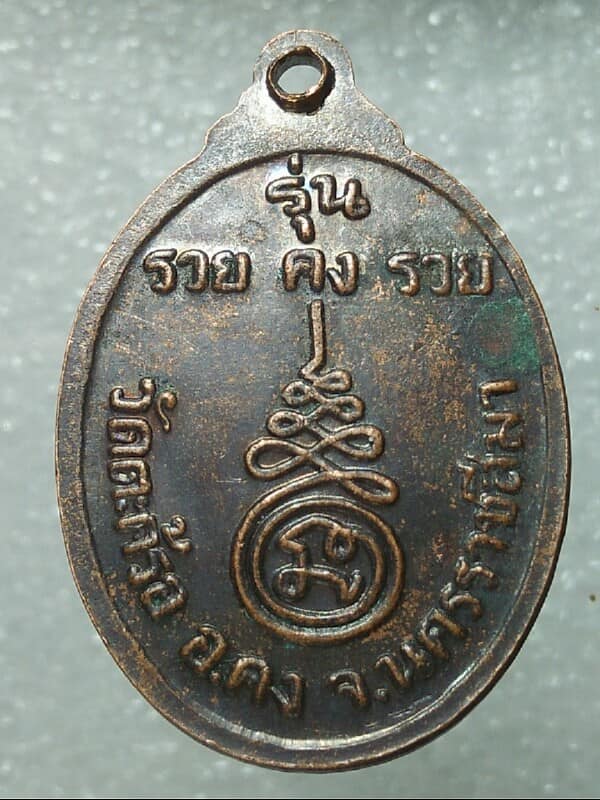 รุ่น
รวย คง รวย
วัดตะคร้อ อ.คง จ.นครราชสีมา